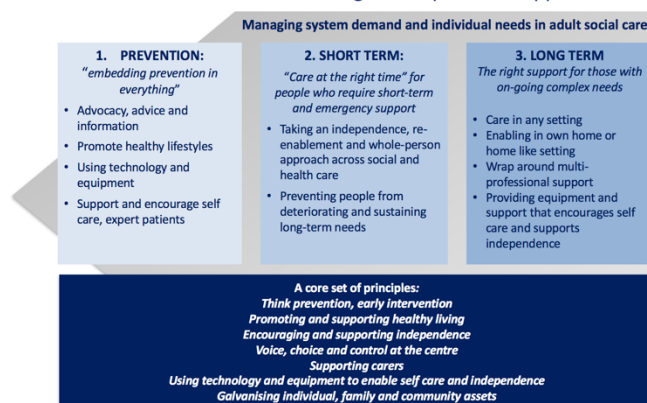 Managing system demand and individual needs in adult social care
1. PREVENTION:
"embedding prevention in
everything"
• Advocacy, advice and
information
• Promote healthy lifestyles
• Using technology and
equipment
• Support and encourage self
care, expert patients
2. SHORT TERM:
"Care at the right time" for
people who require short-term
and emergency support
• Taking an independence, re-
enablement and whole-person
approach across social and
health care
• Preventing people from
deteriorating and sustaining
long-term needs
3. LONG TERM
The right support for those with
on-going complex needs
• Care in any setting
• Enabling in own home or
home like setting
• Wrap around multi-
professional support
• Providing equipment and
support that encourages self
care and supports
independence
A core set of principles:
Think prevention, early intervention
Promoting and supporting healthy living
Encouraging and supporting independence
Voice, choice and control at the centre
Supporting carers
Using technology and equipment to enable self care and independence
Galvanising individual, family and community assets